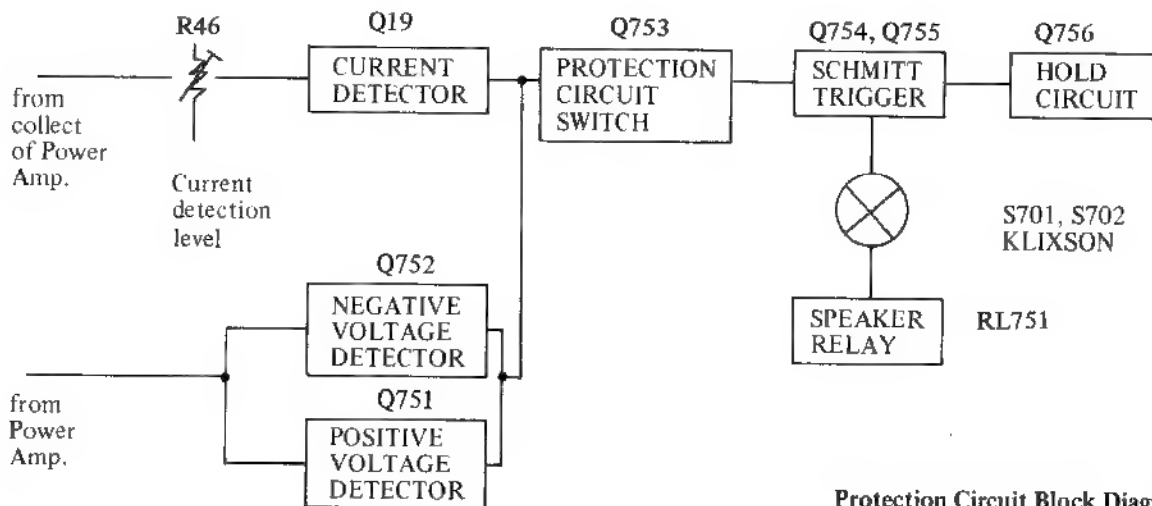 R46
Q19
Q753
Q754, Q755
Q756
CURRENT
DETECTOR
PROTECTION
CIRCUIT
SWITCH
SCHMITT
TRIGGER
HOLD
CIRCUIT
from
collect
of Power
Amp.
Current
detection
level
S701, S702
KLIXSON
Q752
NEGATIVE
VOLTAGE
DETECTOR
SPEAKER
RELAY
RL751
Q751
from
Power
Amp.
POSITIVE
VOLTAGE
DETECTOR
Protection Circuit Block Diag